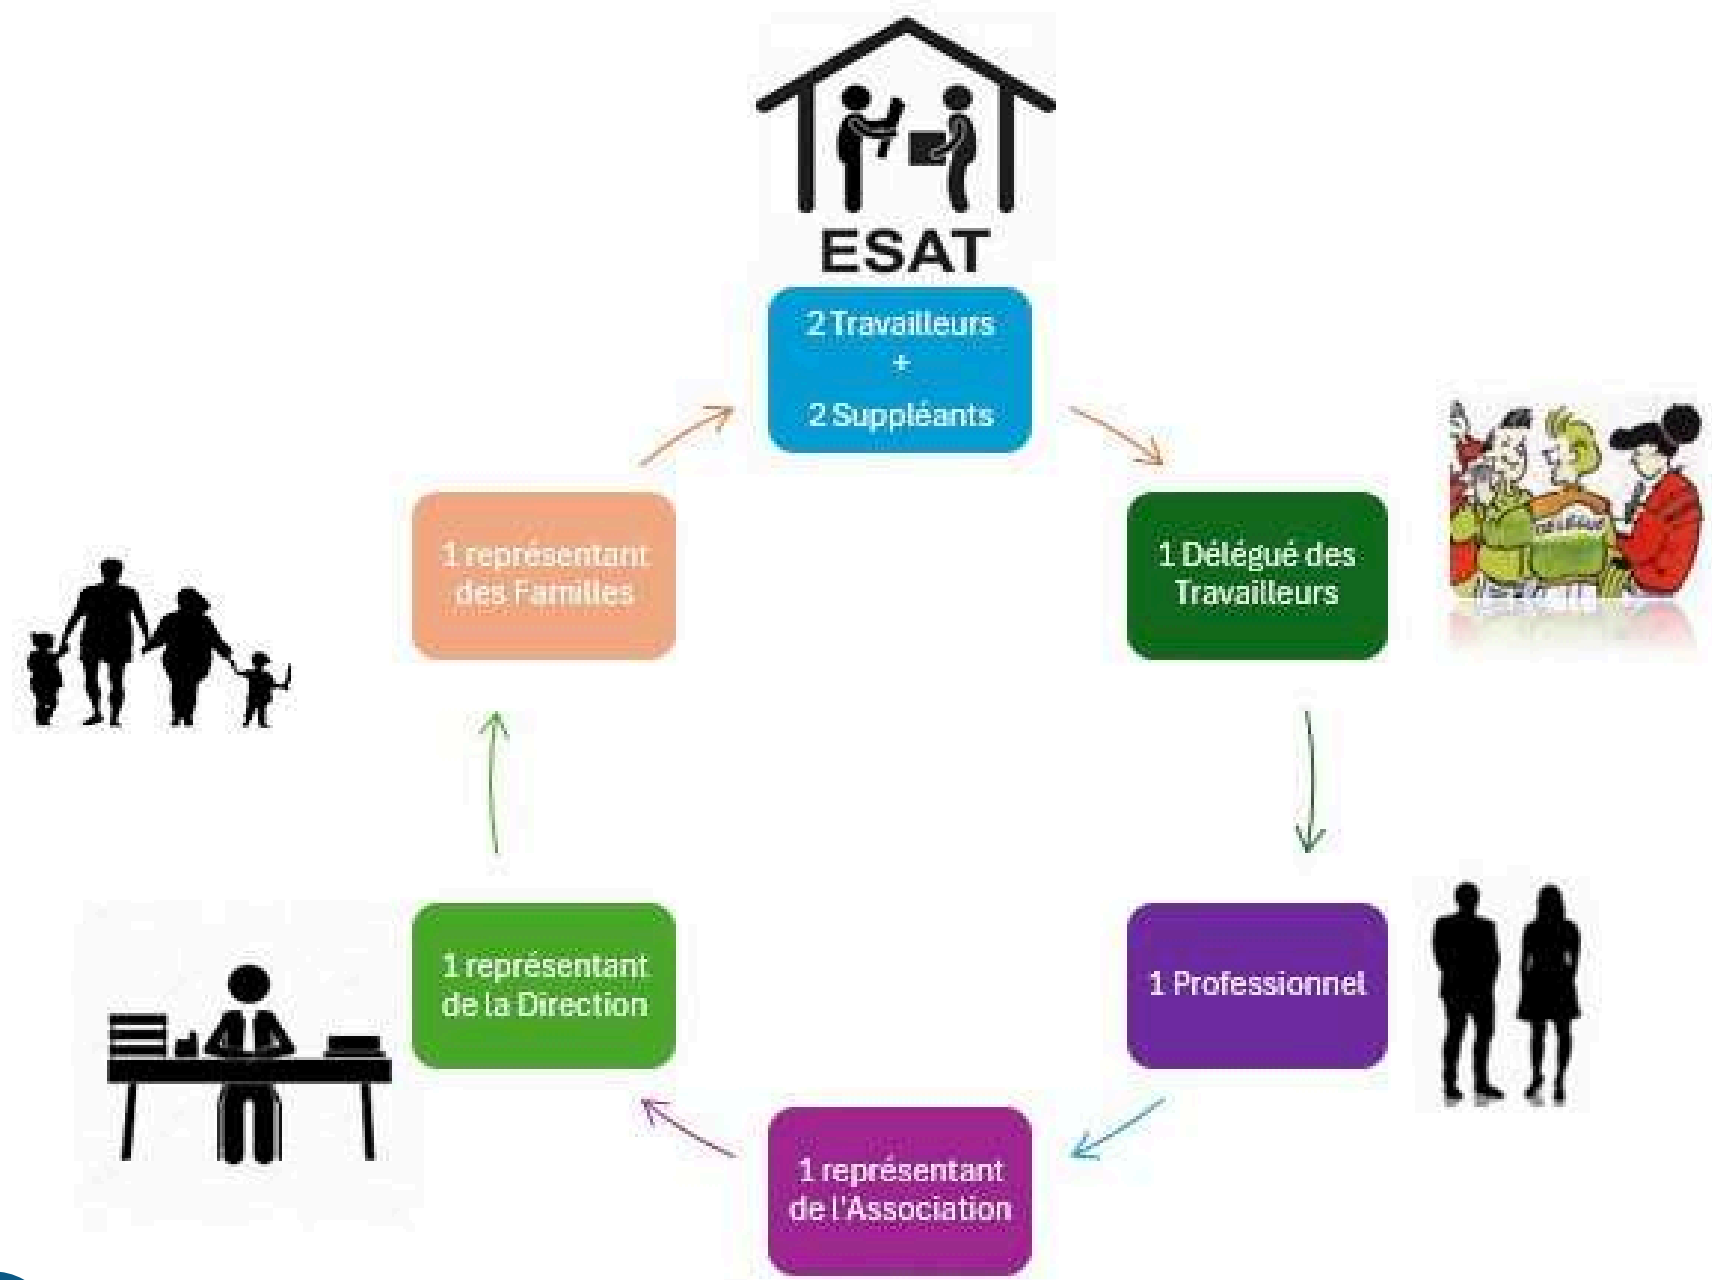 ESAT
2 Travailleurs
+
2 Suppléants
1 Délégué des
Travailleurs
DELEGUE
1 Professionnel
1 représentant
de l'Association
1 représentant
de la Direction
1 représentant
des Familles